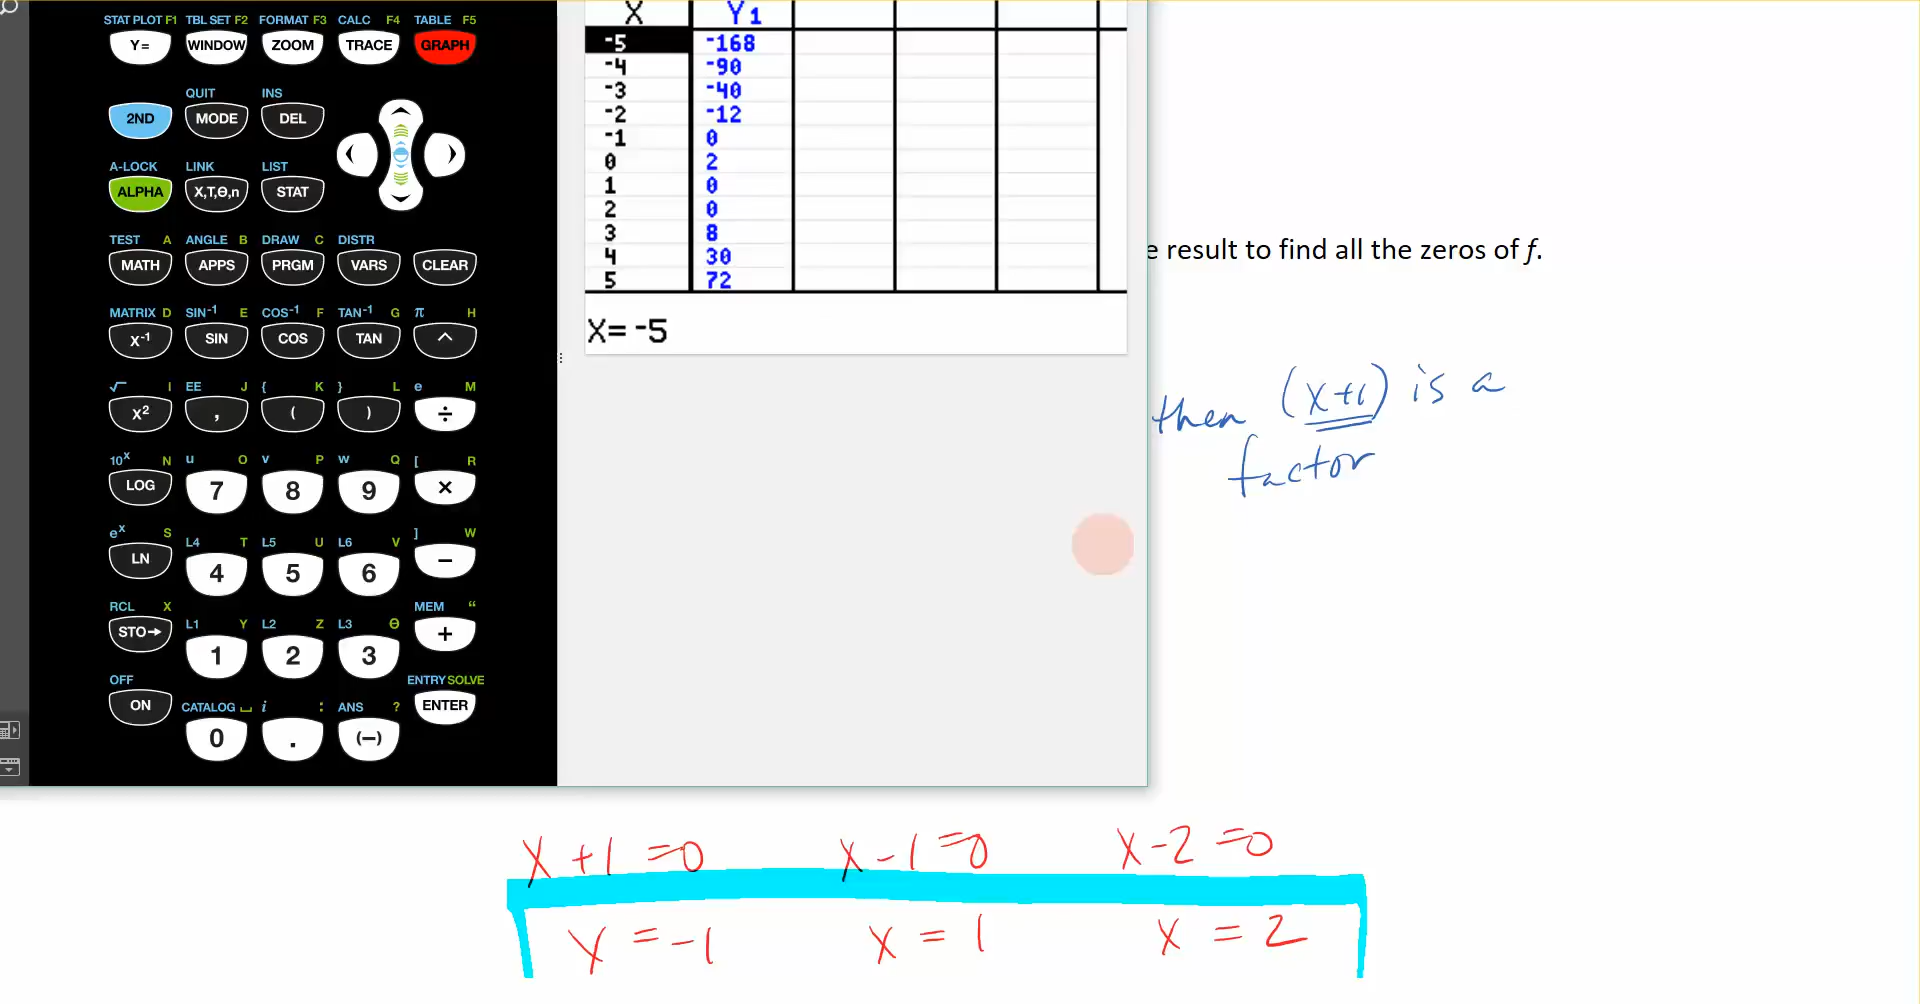 STAT PLOT F1 TBL SET F2 FORMAT F3 CALC F4 TABLE F5
Y= WINDOW ZOOM TRACE GRAPH
QUIT INS
2ND MODE DEL
A-LOCK LINK LIST
ALPHA X,T,Θ,n STAT
TEST A ANGLE B DRAW C DISTR
MATH APPS PRGM VARS CLEAR
MATRIX D SIN-1 E COS-1 F TAN-1 G π H
X-1 SIN COS TAN ^
√ I EE J { K } L e M
X² , ( ) ÷
10ˣ N u O v P w Q [ R
LOG 7 8 9 ×
eˣ S L4 T L5 U L6 V ] W
LN 4 5 6 −
RCL X L1 Y L2 Z L3 Θ MEM “
STO→ 1 2 3 +
OFF CATALOG ⎵ i : ANS ? ENTRY SOLVE
ON 0 . (−) ENTER
X Y1
-5 -168
-4 -90
-3 -40
-2 -12
-1 0
0 2
1 0
2 0
3 8
4 30
5 72
X= -5
e result to find all the zeros of f.
then (x+1) is a
factor
x+1=0 x-1=0 x-2=0
x=-1 x=1 x=2